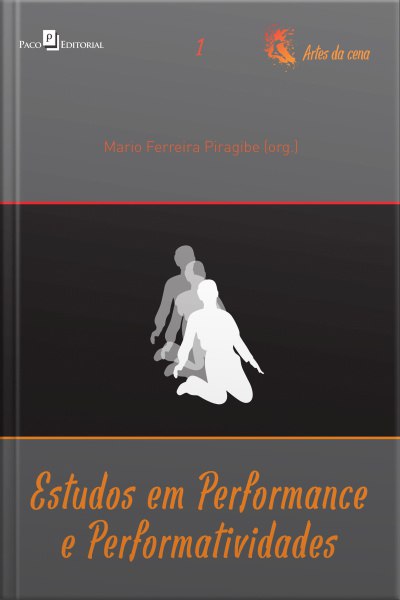 PACO P EDITORIAL
1
Artes da cena
Mario Ferreira Piragibe (org.)
Estudos em Performance
e Performatividades